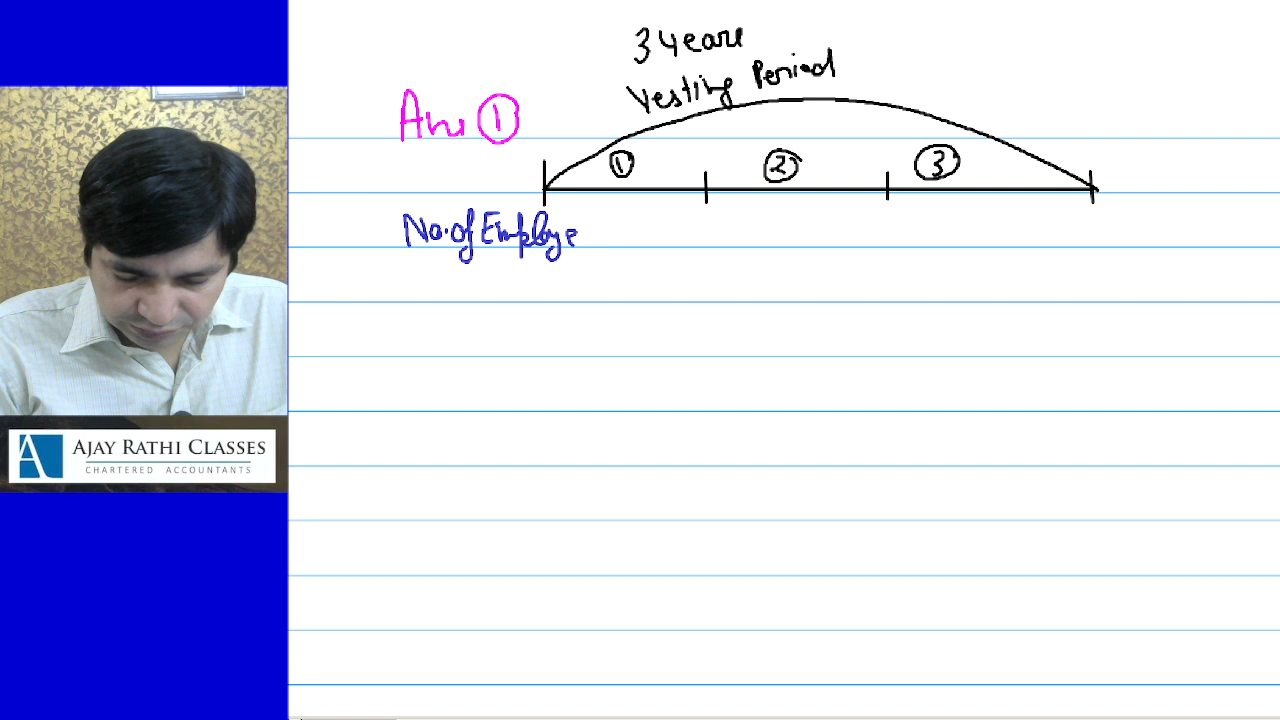 3 years
Vesting Period
Ans ①
① ② ③
No. of Employe
AJAY RATHI CLASSES
CHARTERED ACCOUNTANTS